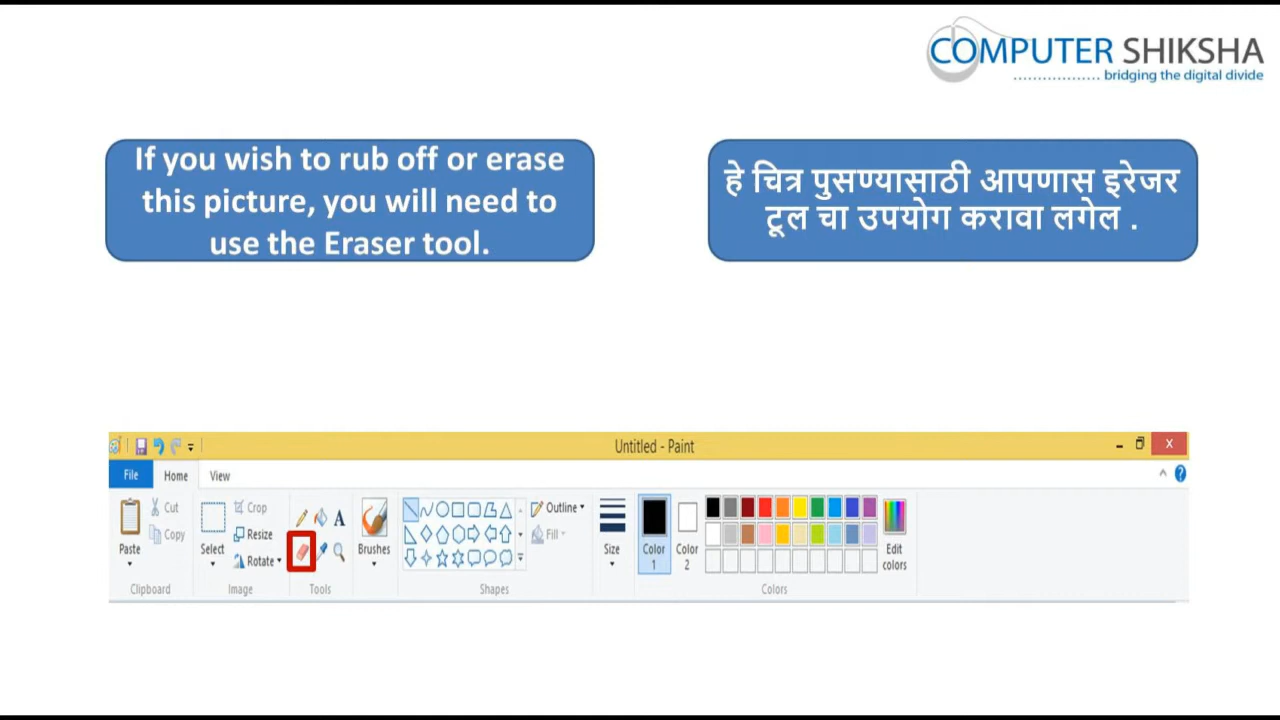 COMPUTER SHIKSHA
bridging the digital divide
If you wish to rub off or erase
this picture, you will need to
use the Eraser tool.
हे चित्र पुसण्यासाठी आपणास इरेजर
टूल चा उपयोग करावा लगेल .
Untitled - Paint
File Home View
Paste
Cut
Copy
Clipboard
Select
Crop
Resize
Rotate
Image
A
Tools
Brushes
Outline
Fill
Shapes
Size
Color
1
Color
2
Edit
colors
Colors